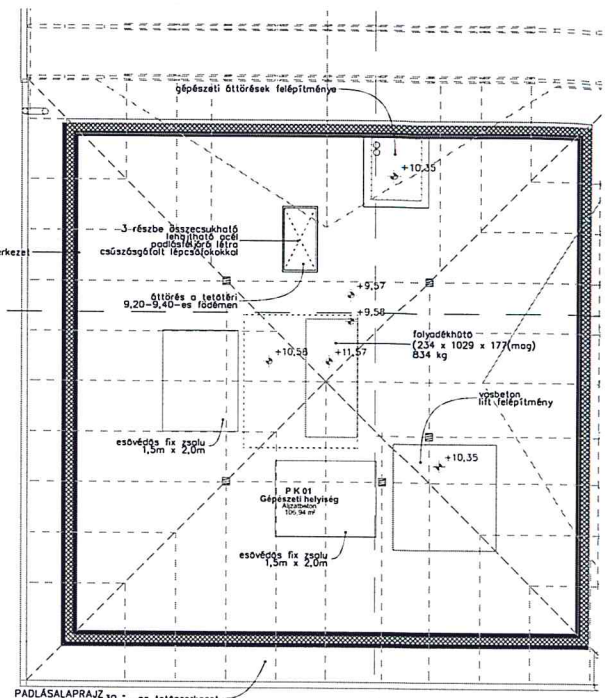 gépészeti áttörések felépítménye
+10,35
3 részbe összecsukható
lehajtható acél
padlásfeljáró létra
csúszásgátolt lépcsőfokokkal
áttörés a tetőtéri
9,20-9,40-es födémen
+9,57
+9,58
+10,58
+11,57
folyadékhűtő
(234 x 1029 x 177(mag)
834 kg
vasbeton
lift felépítmény
esővédős fix zsalu
1,5m x 2,0m
+10,35
PK 01
Gépészeti helyiség
Aljzatbeton
esővédős fix zsalu
1,5m x 2,0m
PADLÁSALAPRAJZ